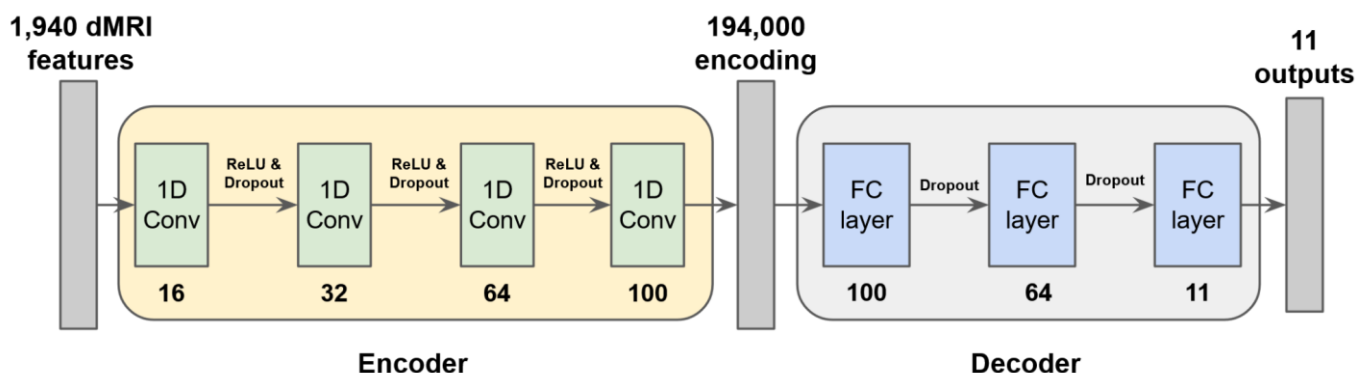 1,940 dMRI
features
194,000
encoding
11
outputs
1D
Conv
ReLU &
Dropout
1D
Conv
ReLU &
Dropout
1D
Conv
ReLU &
Dropout
1D
Conv
FC
layer
Dropout
FC
layer
Dropout
FC
layer
16
32
64
100
100
64
11
Encoder
Decoder